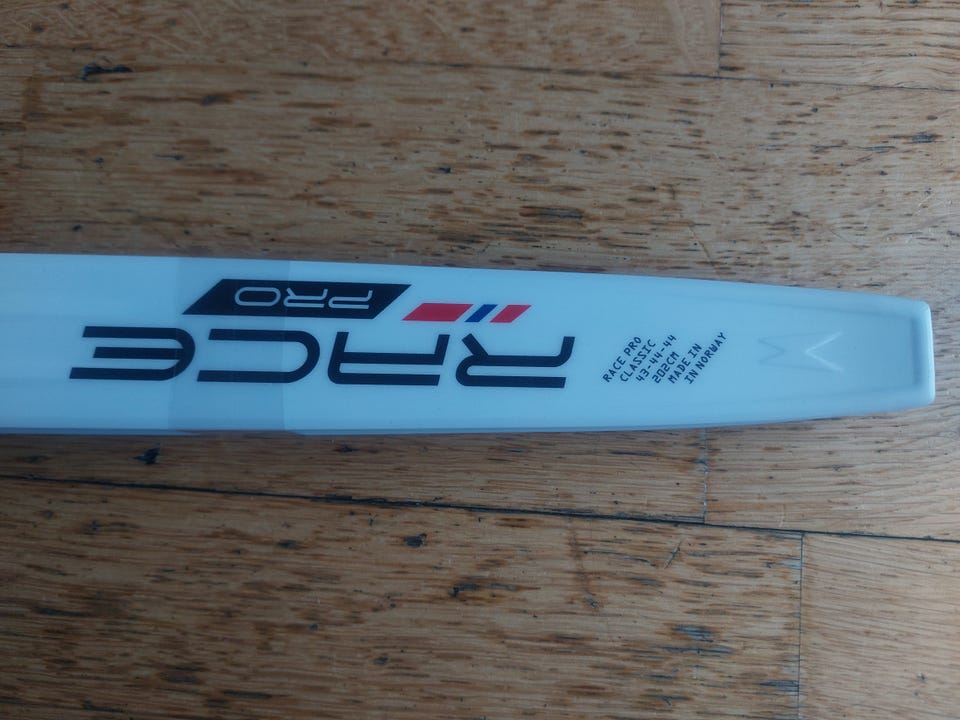 PRO
RACE
RACE PRO
CLASSIC
43-44-44
202CM
MADE IN
IN NORWAY